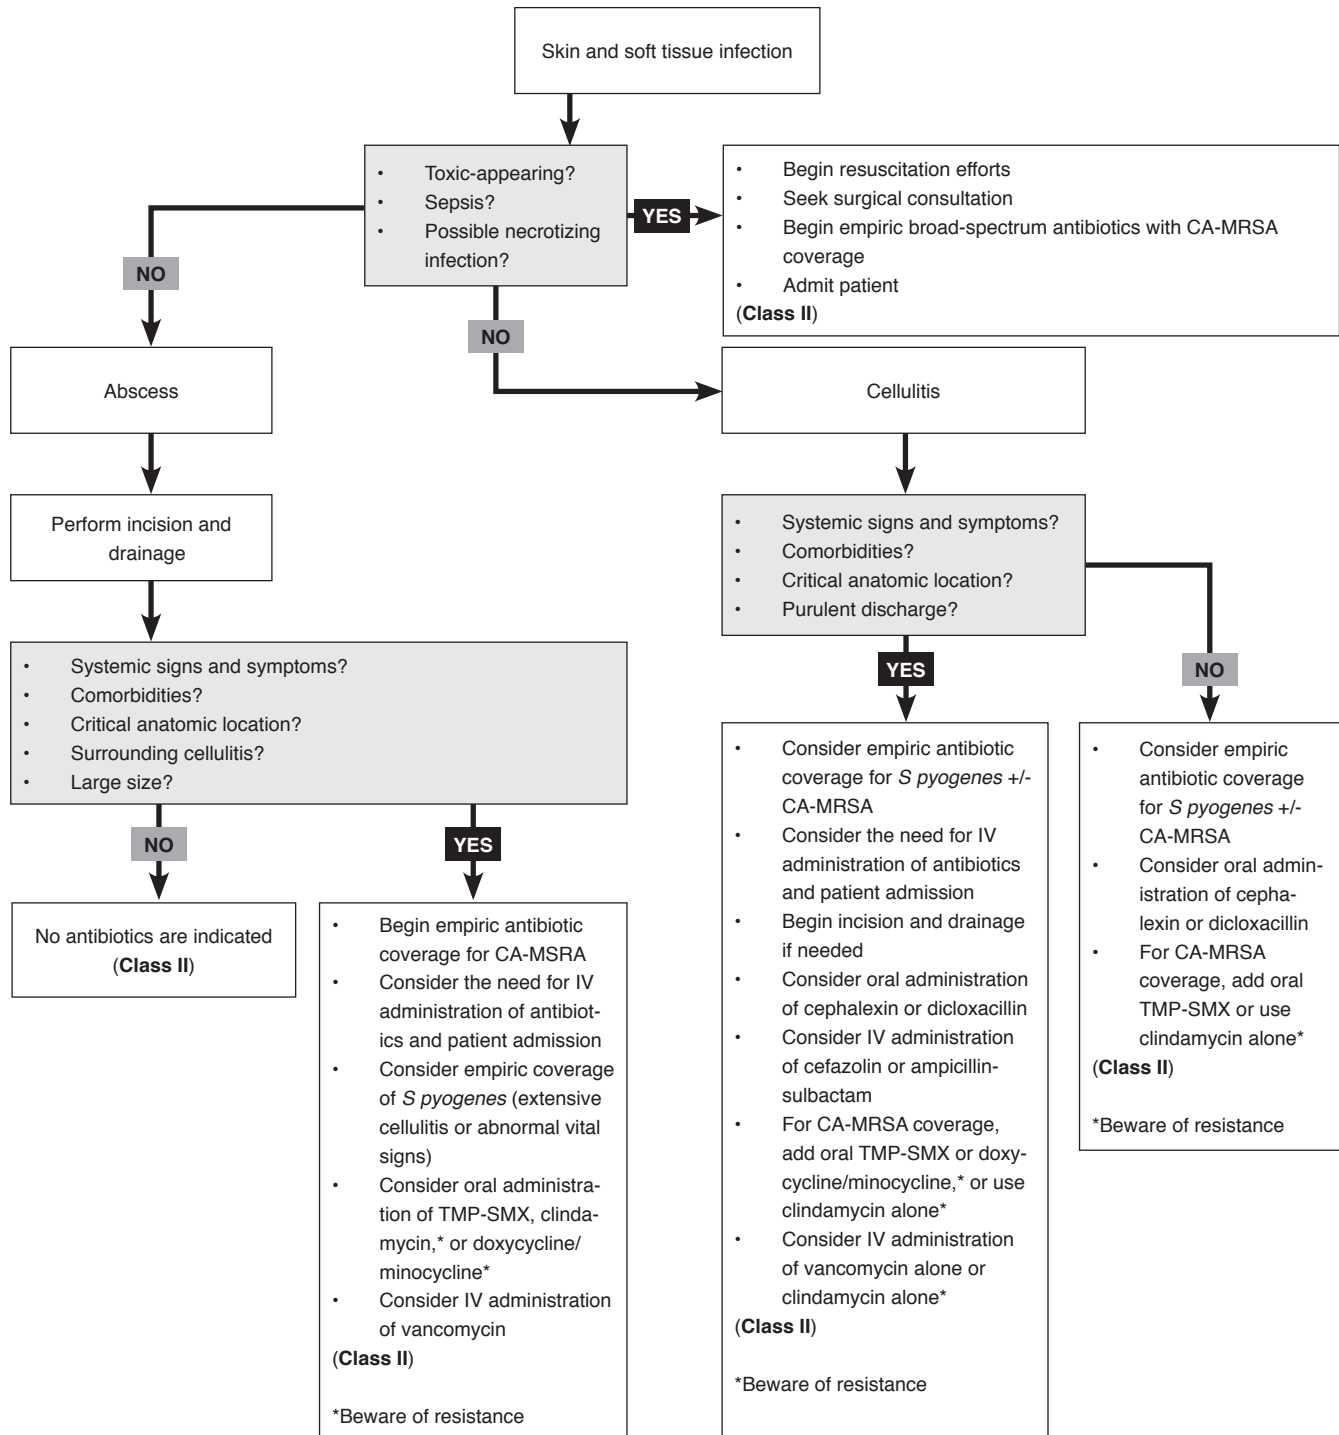 Skin and soft tissue infection
• Toxic-appearing?
• Sepsis?
• Possible necrotizing
infection?
YES
• Begin resuscitation efforts
• Seek surgical consultation
• Begin empiric broad-spectrum antibiotics with CA-MRSA
coverage
• Admit patient
(Class II)
NO
NO
Abscess
Cellulitis
Perform incision and
drainage
• Systemic signs and symptoms?
• Comorbidities?
• Critical anatomic location?
• Purulent discharge?
• Systemic signs and symptoms?
• Comorbidities?
• Critical anatomic location?
• Surrounding cellulitis?
• Large size?
YES
NO
NO
YES
No antibiotics are indicated
(Class II)
• Begin empiric antibiotic
coverage for CA-MSRA
• Consider the need for IV
administration of antibiot-
ics and patient admission
• Consider empiric coverage
of S pyogenes (extensive
cellulitis or abnormal vital
signs)
• Consider oral administra-
tion of TMP-SMX, clinda-
mycin,* or doxycycline/
minocycline*
• Consider IV administration
of vancomycin
(Class II)
*Beware of resistance
• Consider empiric antibiotic
coverage for S pyogenes +/-
CA-MRSA
• Consider the need for IV
administration of antibiotics
and patient admission
• Begin incision and drainage
if needed
• Consider oral administration
of cephalexin or dicloxacillin
• Consider IV administration
of cefazolin or ampicillin-
sulbactam
• For CA-MRSA coverage,
add oral TMP-SMX or doxy-
cycline/minocycline,* or use
clindamycin alone*
• Consider IV administration
of vancomycin alone or
clindamycin alone*
(Class II)
*Beware of resistance
• Consider empiric
antibiotic coverage
for S pyogenes +/-
CA-MRSA
• Consider oral admin-
istration of cepha-
lexin or dicloxacillin
• For CA-MRSA
coverage, add oral
TMP-SMX or use
clindamycin alone*
(Class II)
*Beware of resistance